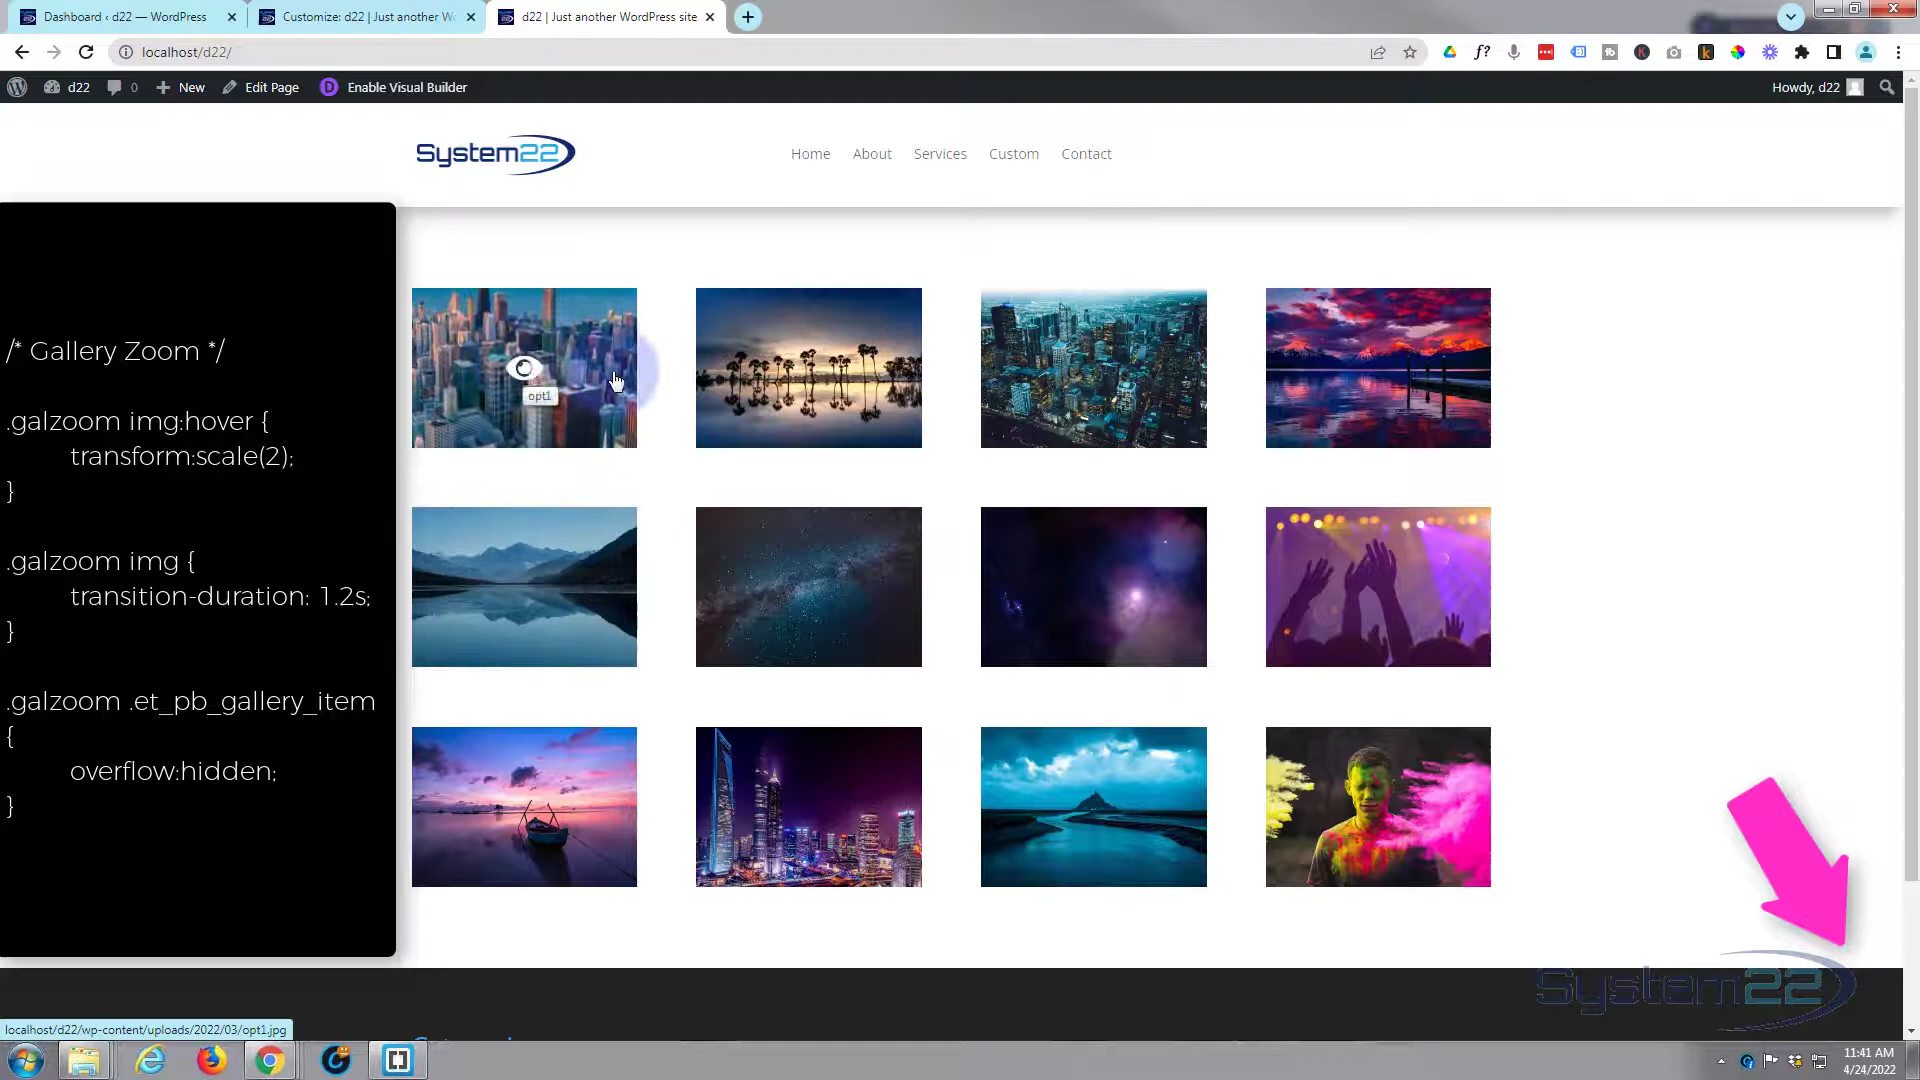 Dashboard ‹ d22 — WordPress
Customize: d22 | Just another Wo
d22 | Just another WordPress site
localhost/d22/
d22
0
New
Edit Page
Enable Visual Builder
Howdy, d22
System22
Home
About
Services
Custom
Contact
/* Gallery Zoom */
.galzoom img:hover {
transform:scale(2);
}
.galzoom img {
transition-duration: 1.2s;
}
.galzoom .et_pb_gallery_item
{
overflow:hidden;
}
opt1
System22
localhost/d22/wp-content/uploads/2022/03/opt1.jpg
11:41 AM
4/24/2022